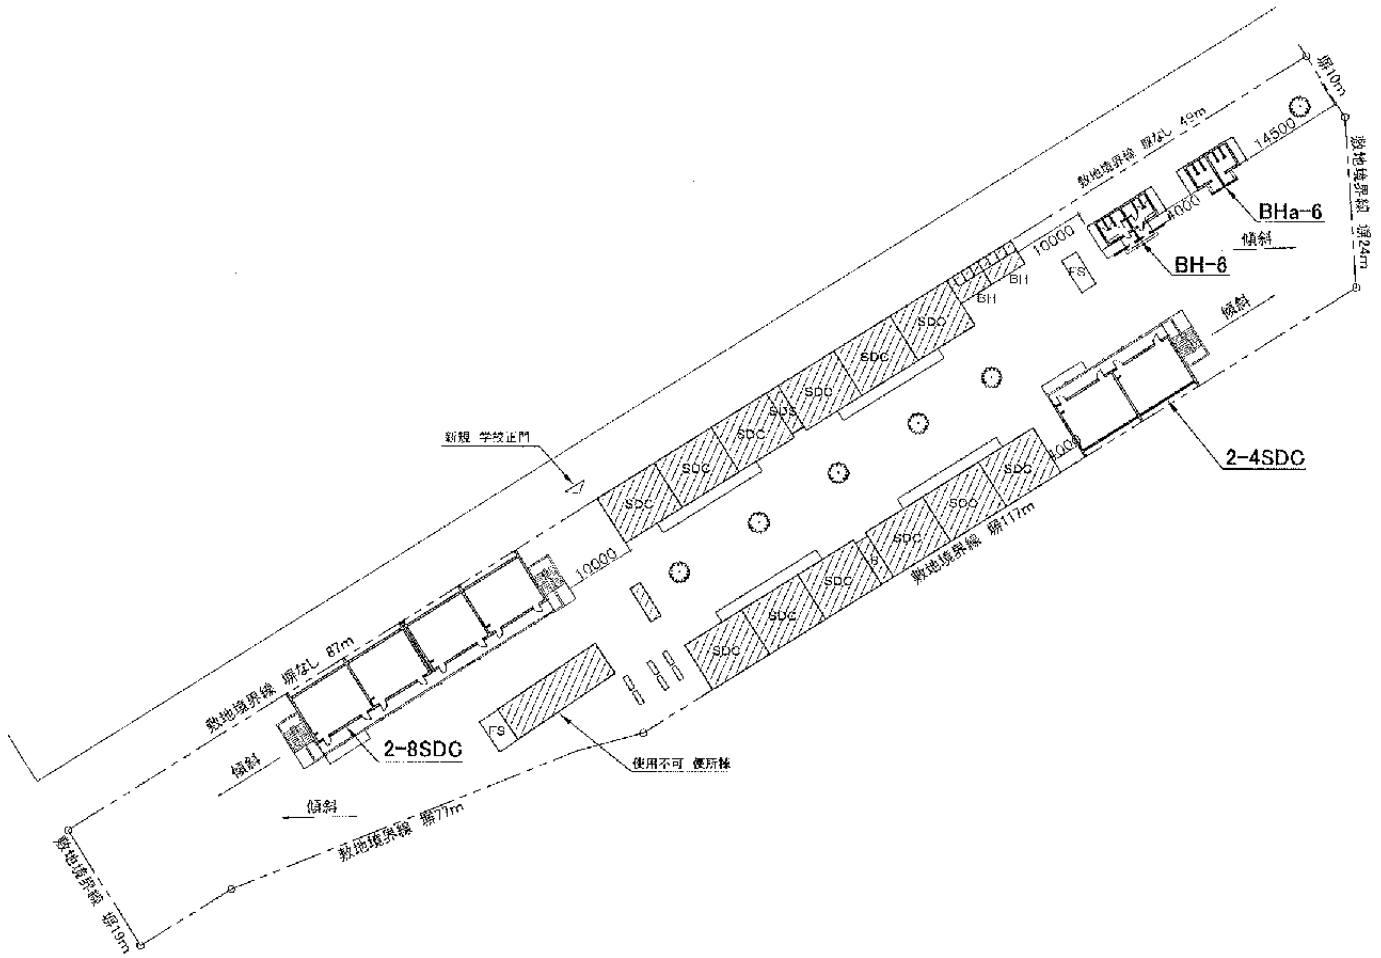 塀10m
敷地境界線 塀なし 49m
14500
敷地境界線 塀24m
BHa-6
4000
傾斜
BH-6
10000
FS
BH
BH
傾斜
SDC
SDC
SDC
SDS
SDC
SDC
SDC
新規 学校正門
2-4SDC
4000
SDC
SDC
SDC
S
SDC
SDC
SDC
敷地境界線 塀117m
10000
敷地境界線 塀なし 87m
2-8SDC
FS
使用不可 便所棟
傾斜
傾斜
敷地境界線 塀77m
敷地境界線 塀19m